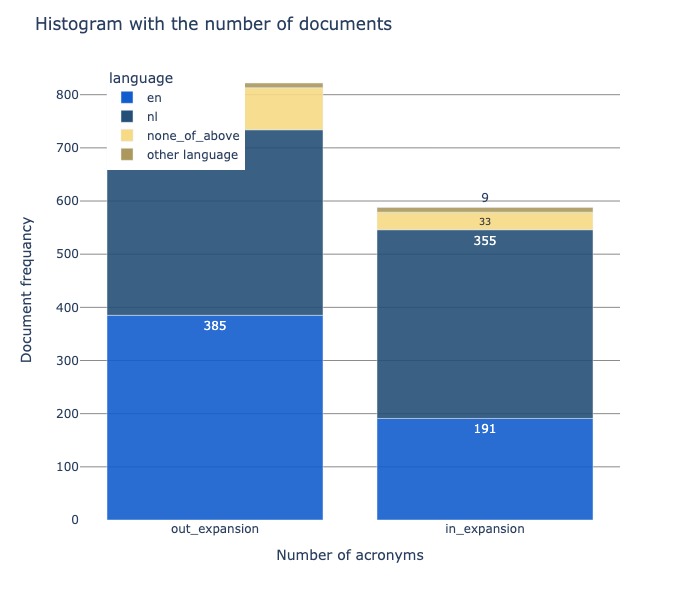 Histogram with the number of documents
language
en
nl
none_of_above
other language
800
700
600
500
400
300
200
100
0
Document frequancy
385
9
33
355
191
out_expansion
in_expansion
Number of acronyms